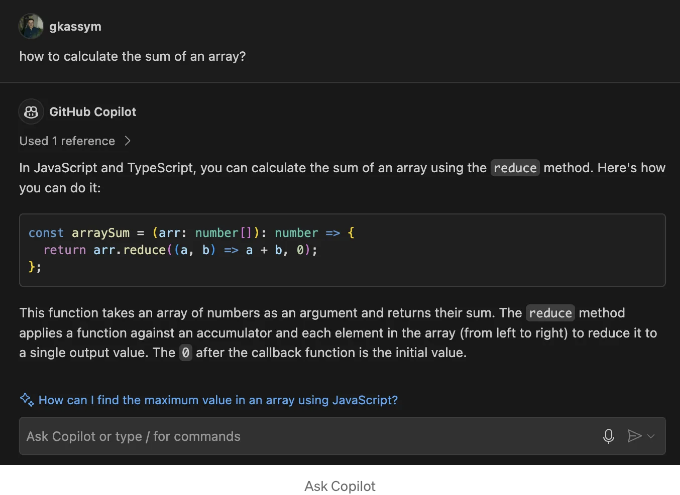 gkassym
how to calculate the sum of an array?
GitHub Copilot
Used 1 reference
In JavaScript and TypeScript, you can calculate the sum of an array using the reduce method. Here's how
you can do it:
const arraySum = (arr: number[]): number => {
  return arr.reduce((a, b) => a + b, 0);
};
This function takes an array of numbers as an argument and returns their sum. The reduce method
applies a function against an accumulator and each element in the array (from left to right) to reduce it to
a single output value. The 0 after the callback function is the initial value.
How can I find the maximum value in an array using JavaScript?
Ask Copilot or type / for commands
Ask Copilot